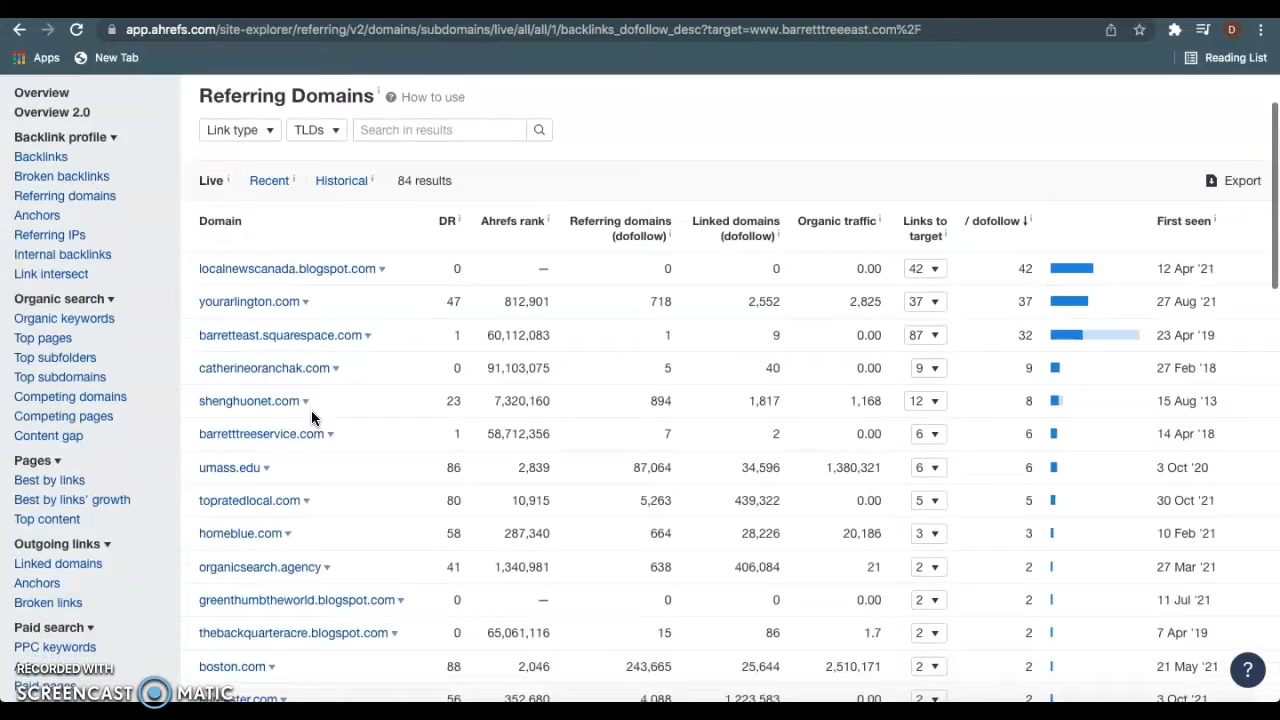 app.ahrefs.com/site-explorer/referring/v2/domains/subdomains/live/all/all/1/backlinks_dofollow_desc?target=www.barretttreeeast.com%2F
D
Apps New Tab Reading List
Overview
Overview 2.0
Backlink profile
Backlinks
Broken backlinks
Referring domains
Anchors
Referring IPs
Internal backlinks
Link intersect
Organic search
Organic keywords
Top pages
Top subfolders
Top subdomains
Competing domains
Competing pages
Content gap
Pages
Best by links
Best by links' growth
Top content
Outgoing links
Linked domains
Anchors
Broken links
Paid search
PPC keywords
Referring Domains i ? How to use
Link type TLDs Search in results
Live i Recent i Historical i 84 results Export
Domain DR i Ahrefs rank i Referring domains (dofollow) i Linked domains (dofollow) i Organic traffic i Links to target i / dofollow ↓ i First seen i
localnewscanada.blogspot.com 0 — 0 0 0.00 42 42 12 Apr '21
yourarlington.com 47 812,901 718 2,552 2,825 37 37 27 Aug '21
barretteast.squarespace.com 1 60,112,083 1 9 0.00 87 32 23 Apr '19
catherineoranchak.com 0 91,103,075 5 40 0.00 9 9 27 Feb '18
shenghuonet.com 23 7,320,160 894 1,817 1,168 12 8 15 Aug '13
barretttreeservice.com 1 58,712,356 7 2 0.00 6 6 14 Apr '18
umass.edu 86 2,839 87,064 34,596 1,380,321 6 6 3 Oct '20
topratedlocal.com 80 10,915 5,263 439,322 0.00 5 5 30 Oct '21
homeblue.com 58 287,340 664 28,226 20,186 3 3 10 Feb '21
organicsearch.agency 41 1,340,981 638 406,084 21 2 2 27 Mar '21
greenthumbtheworld.blogspot.com 0 — 0 0 0.00 2 2 11 Jul '21
thebackquarteracre.blogspot.com 0 65,061,116 15 86 1.7 2 2 7 Apr '19
boston.com 88 2,046 243,665 25,644 2,510,171 2 2 21 May '21
56 352,680 4,088 1,223,583 0.00 2 2 3 Oct '21
?
RECORDED WITH
SCREENCAST MATIC